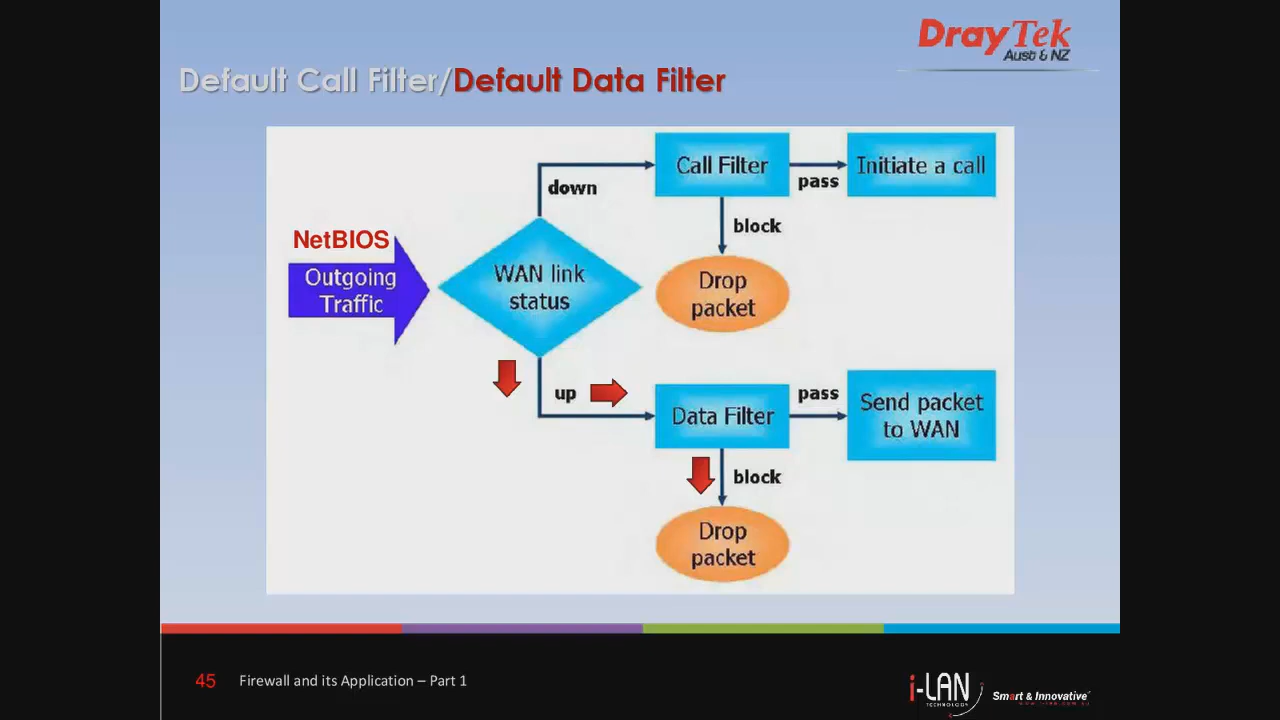 DrayTek
Aust & NZ
Default Call Filter/Default Data Filter
Call Filter
pass
Initiate a call
down
block
NetBIOS
Outgoing
Traffic
WAN link
status
Drop
packet
up
Data Filter
pass
Send packet
to WAN
block
Drop
packet
45
Firewall and its Application – Part 1
i-LAN
TECHNOLOGY
Smart & Innovative